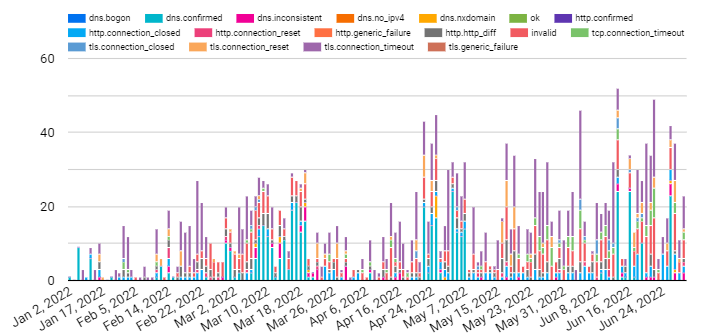 dns.bogon dns.confirmed dns.inconsistent dns.no_ipv4 dns.nxdomain ok http.confirmed
http.connection_closed http.connection_reset http.generic_failure http.http_diff invalid tcp.connection_timeout
tls.connection_closed tls.connection_reset tls.connection_timeout tls.generic_failure
60
40
20
0
Jan 2, 2022
Jan 17, 2022
Feb 5, 2022
Feb 14, 2022
Feb 22, 2022
Mar 2, 2022
Mar 10, 2022
Mar 18, 2022
Mar 26, 2022
Apr 6, 2022
Apr 16, 2022
Apr 28, 2022
May 7, 2022
May 15, 2022
May 23, 2022
May 31, 2022
Jun 8, 2022
Jun 16, 2022
Jun 24, 2022